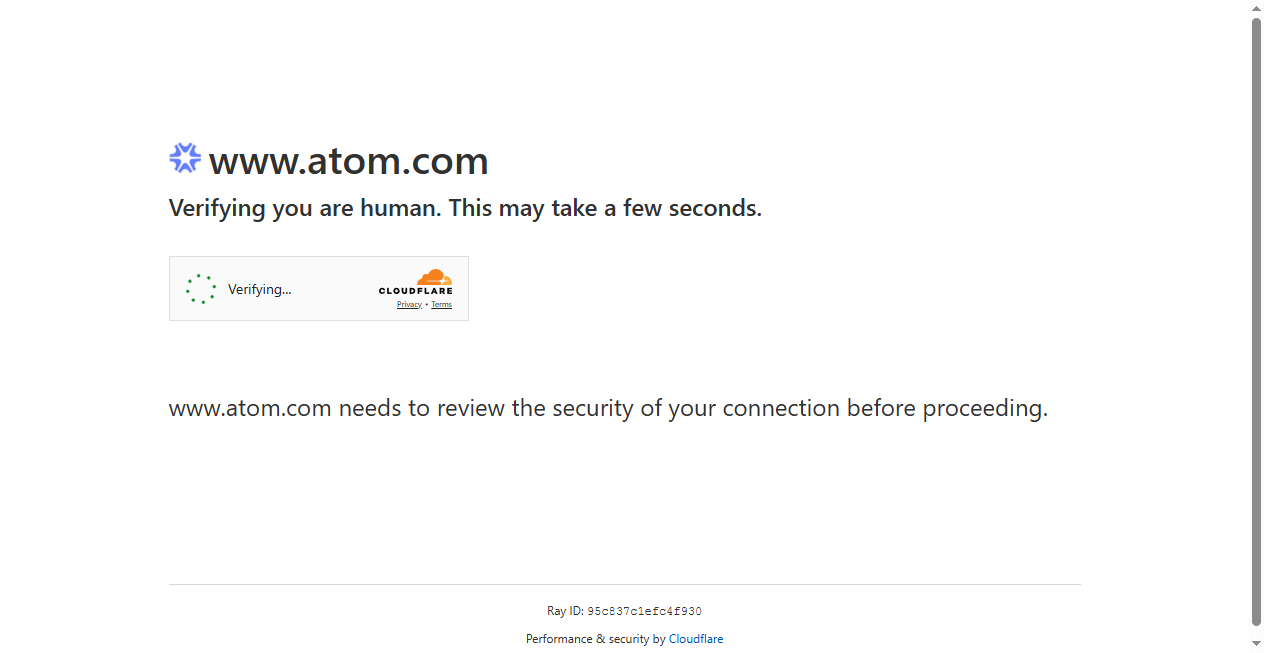 www.atom.com
Verifying you are human. This may take a few seconds.
Verifying...
CLOUDFLARE
Privacy • Terms
www.atom.com needs to review the security of your connection before proceeding.
Ray ID: 95c837c1efc4f930
Performance & security by Cloudflare